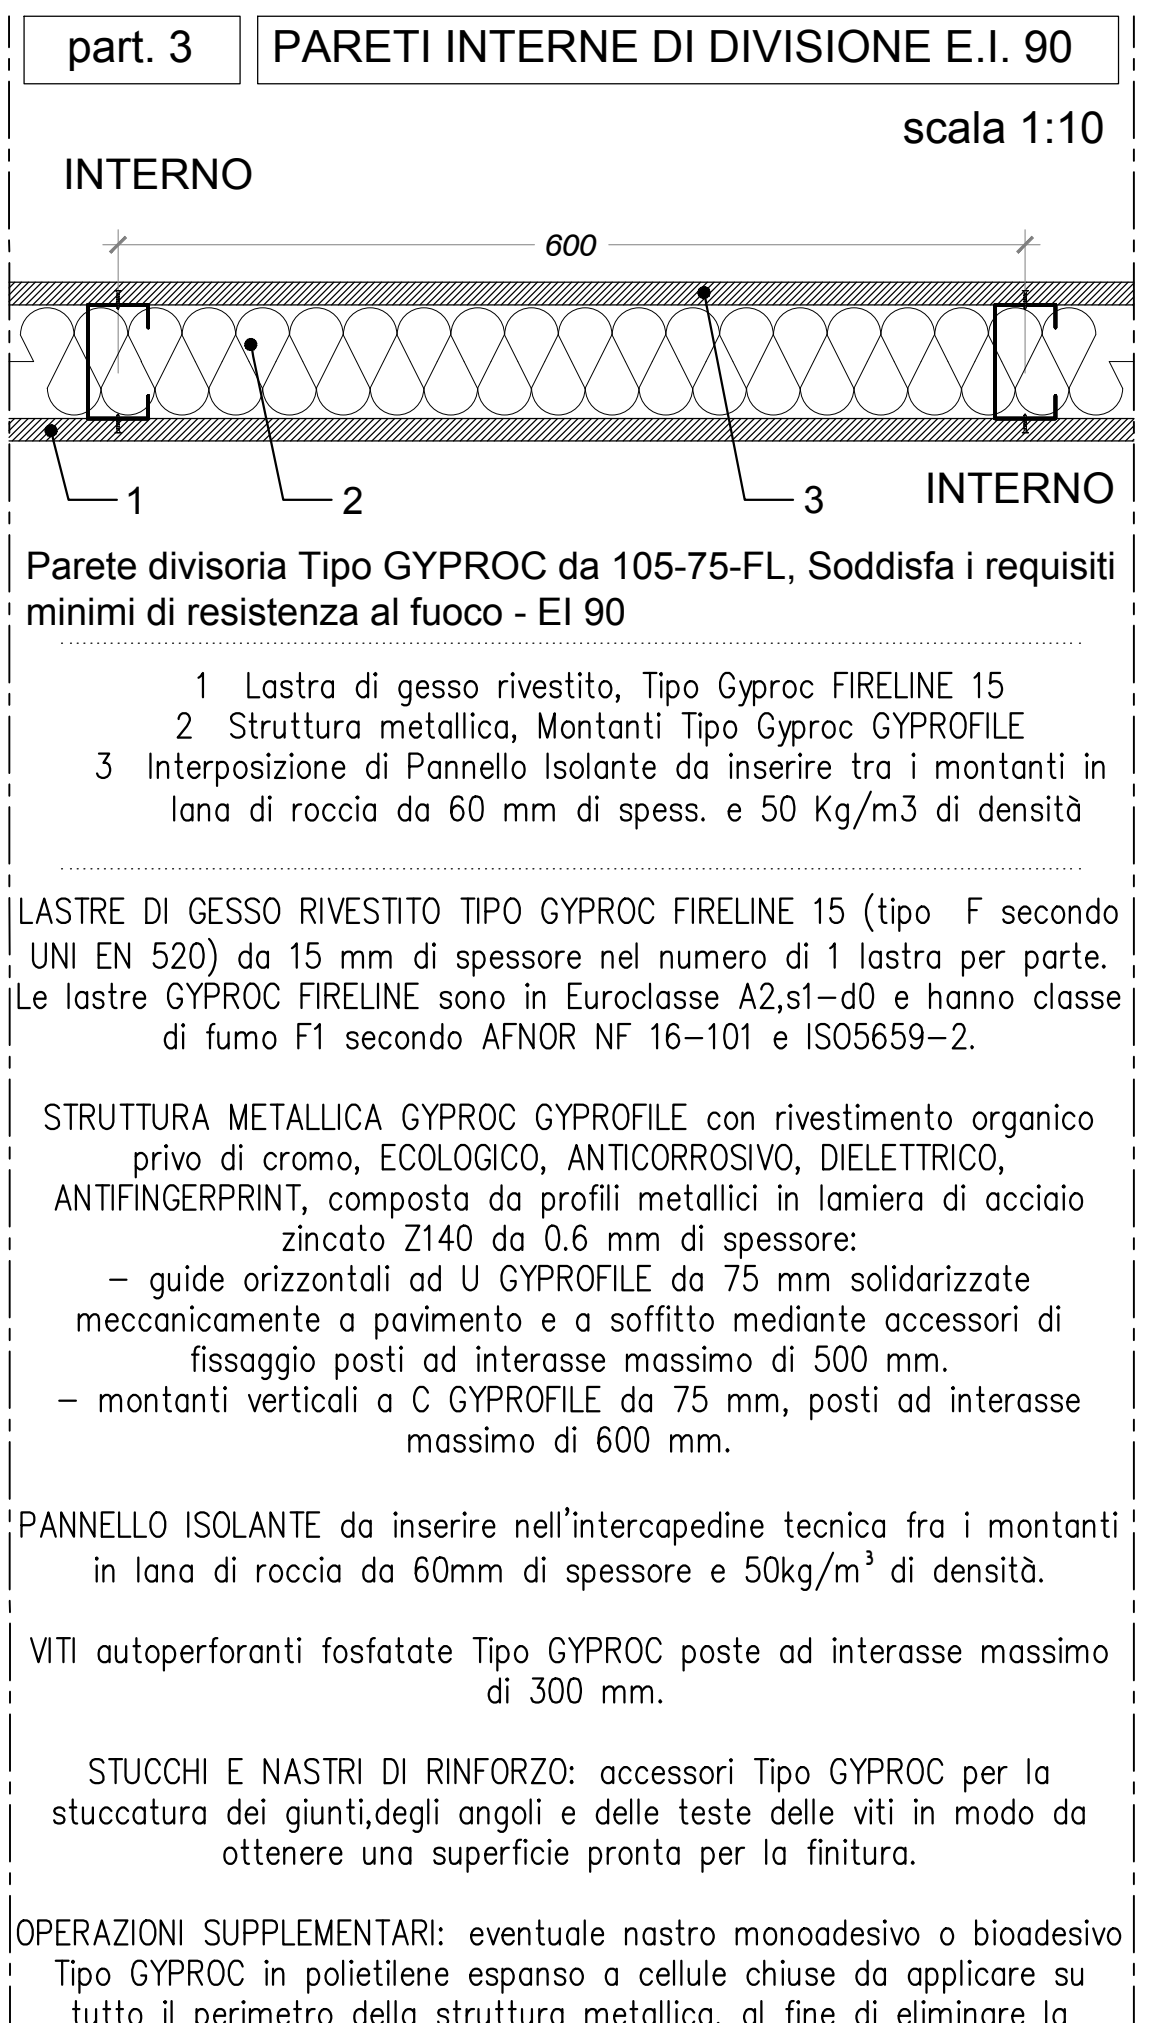 part. 3
PARETI INTERNE DI DIVISIONE E.I. 90
scala 1:10
INTERNO
600
1
2
3
INTERNO
Parete divisoria Tipo GYPROC da 105-75-FL, Soddisfa i requisiti
minimi di resistenza al fuoco - EI 90
1 Lastra di gesso rivestito, Tipo Gyproc FIRELINE 15
2 Struttura metallica, Montanti Tipo Gyproc GYPROFILE
3 Interposizione di Pannello Isolante da inserire tra i montanti in
lana di roccia da 60 mm di spess. e 50 Kg/m3 di densità
LASTRE DI GESSO RIVESTITO TIPO GYPROC FIRELINE 15 (tipo F secondo
UNI EN 520) da 15 mm di spessore nel numero di 1 lastra per parte.
Le lastre GYPROC FIRELINE sono in Euroclasse A2,s1-d0 e hanno classe
di fumo F1 secondo AFNOR NF 16-101 e ISO5659-2.
STRUTTURA METALLICA GYPROC GYPROFILE con rivestimento organico
privo di cromo, ECOLOGICO, ANTICORROSIVO, DIELETTRICO,
ANTIFINGERPRINT, composta da profili metallici in lamiera di acciaio
zincato Z140 da 0.6 mm di spessore:
- guide orizzontali ad U GYPROFILE da 75 mm solidarizzate
meccanicamente a pavimento e a soffitto mediante accessori di
fissaggio posti ad interasse massimo di 500 mm.
- montanti verticali a C GYPROFILE da 75 mm, posti ad interasse
massimo di 600 mm.
PANNELLO ISOLANTE da inserire nell'intercapedine tecnica fra i montanti
in lana di roccia da 60mm di spessore e 50kg/m³ di densità.
VITI autoperforanti fosfatate Tipo GYPROC poste ad interasse massimo
di 300 mm.
STUCCHI E NASTRI DI RINFORZO: accessori Tipo GYPROC per la
stuccatura dei giunti,degli angoli e delle teste delle viti in modo da
ottenere una superficie pronta per la finitura.
OPERAZIONI SUPPLEMENTARI: eventuale nastro monoadesivo o bioadesivo
Tipo GYPROC in polietilene espanso a cellule chiuse da applicare su
tutto il perimetro della struttura metallica, al fine di eliminare la